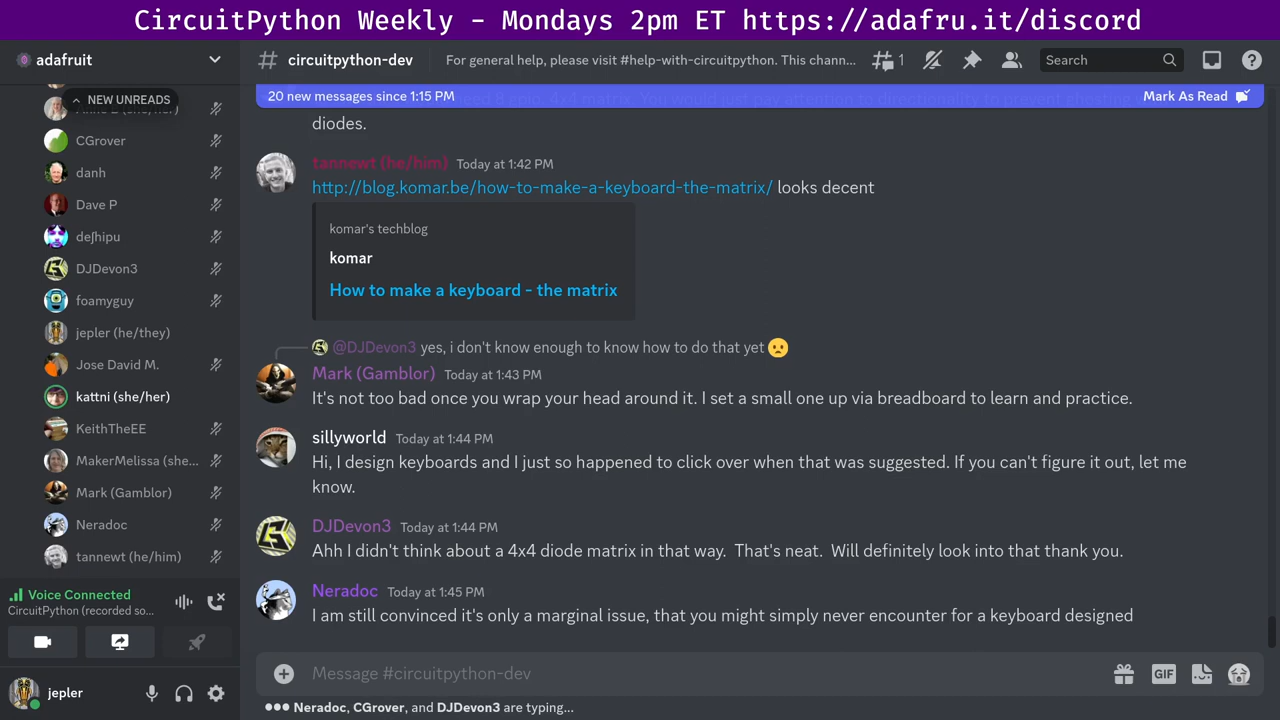 CircuitPython Weekly - Mondays 2pm ET https://adafru.it/discord
adafruit
# circuitpython-dev
For general help, please visit #help-with-circuitpython. This chann...
1
Search
NEW UNREADS
CGrover
danh
Dave P
deʃhipu
DJDevon3
foamyguy
jepler (he/they)
Jose David M.
kattni (she/her)
KeithTheEE
MakerMelissa (she...
Mark (Gamblor)
Neradoc
tannewt (he/him)
Voice Connected
CircuitPython (recorded so...
jepler
20 new messages since 1:15 PM
Mark As Read
diodes.
tannewt (he/him) Today at 1:42 PM
http://blog.komar.be/how-to-make-a-keyboard-the-matrix/ looks decent
komar's techblog
komar
How to make a keyboard - the matrix
@DJDevon3 yes, i don't know enough to know how to do that yet
Mark (Gamblor) Today at 1:43 PM
It's not too bad once you wrap your head around it. I set a small one up via breadboard to learn and practice.
sillyworld Today at 1:44 PM
Hi, I design keyboards and I just so happened to click over when that was suggested. If you can't figure it out, let me
know.
DJDevon3 Today at 1:44 PM
Ahh I didn't think about a 4x4 diode matrix in that way. That's neat. Will definitely look into that thank you.
Neradoc Today at 1:45 PM
I am still convinced it's only a marginal issue, that you might simply never encounter for a keyboard designed
Message #circuitpython-dev
GIF
Neradoc, CGrover, and DJDevon3 are typing...